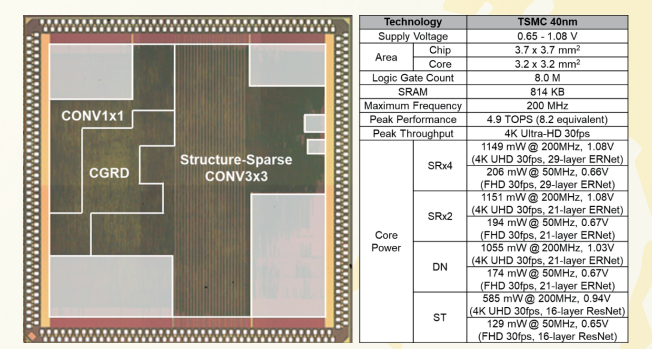 CONV1x1
CGRD
Structure-Sparse
CONV3x3
Technology TSMC 40nm
Supply Voltage 0.65 - 1.08 V
Area Chip 3.7 x 3.7 mm²
Core 3.2 x 3.2 mm²
Logic Gate Count 8.0 M
SRAM 814 KB
Maximum Frequency 200 MHz
Peak Performance 4.9 TOPS (8.2 equivalent)
Peak Throughput 4K Ultra-HD 30fps
Core Power
SRx4
1149 mW @ 200MHz, 1.08V
(4K UHD 30fps, 29-layer ERNet)
206 mW @ 50MHz, 0.66V
(FHD 30fps, 29-layer ERNet)
SRx2
1151 mW @ 200MHz, 1.08V
(4K UHD 30fps, 21-layer ERNet)
194 mW @ 50MHz, 0.67V
(FHD 30fps, 21-layer ERNet)
DN
1055 mW @ 200MHz, 1.03V
(4K UHD 30fps, 21-layer ERNet)
174 mW @ 50MHz, 0.67V
(FHD 30fps, 21-layer ERNet)
ST
585 mW @ 200MHz, 0.94V
(4K UHD 30fps, 16-layer ResNet)
129 mW @ 50MHz, 0.65V
(FHD 30fps, 16-layer ResNet)